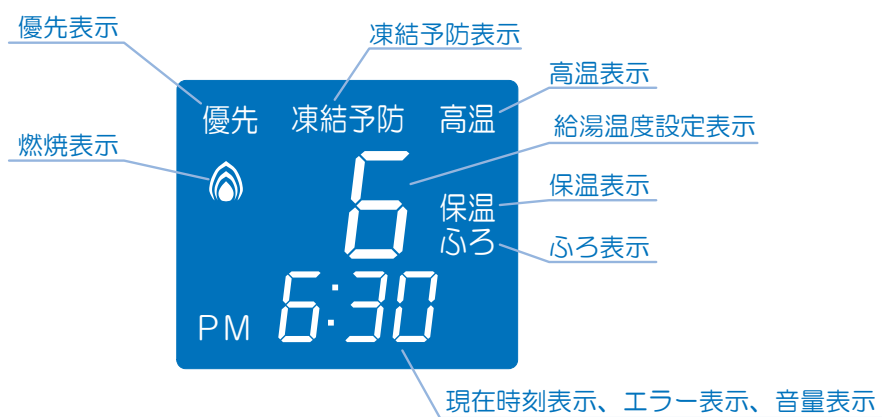 優先表示
凍結予防表示
高温表示
優先 凍結予防 高温
給湯温度設定表示
燃焼表示
6
保温表示
保温
ふろ
ふろ表示
PM 6:30
現在時刻表示、エラー表示、音量表示